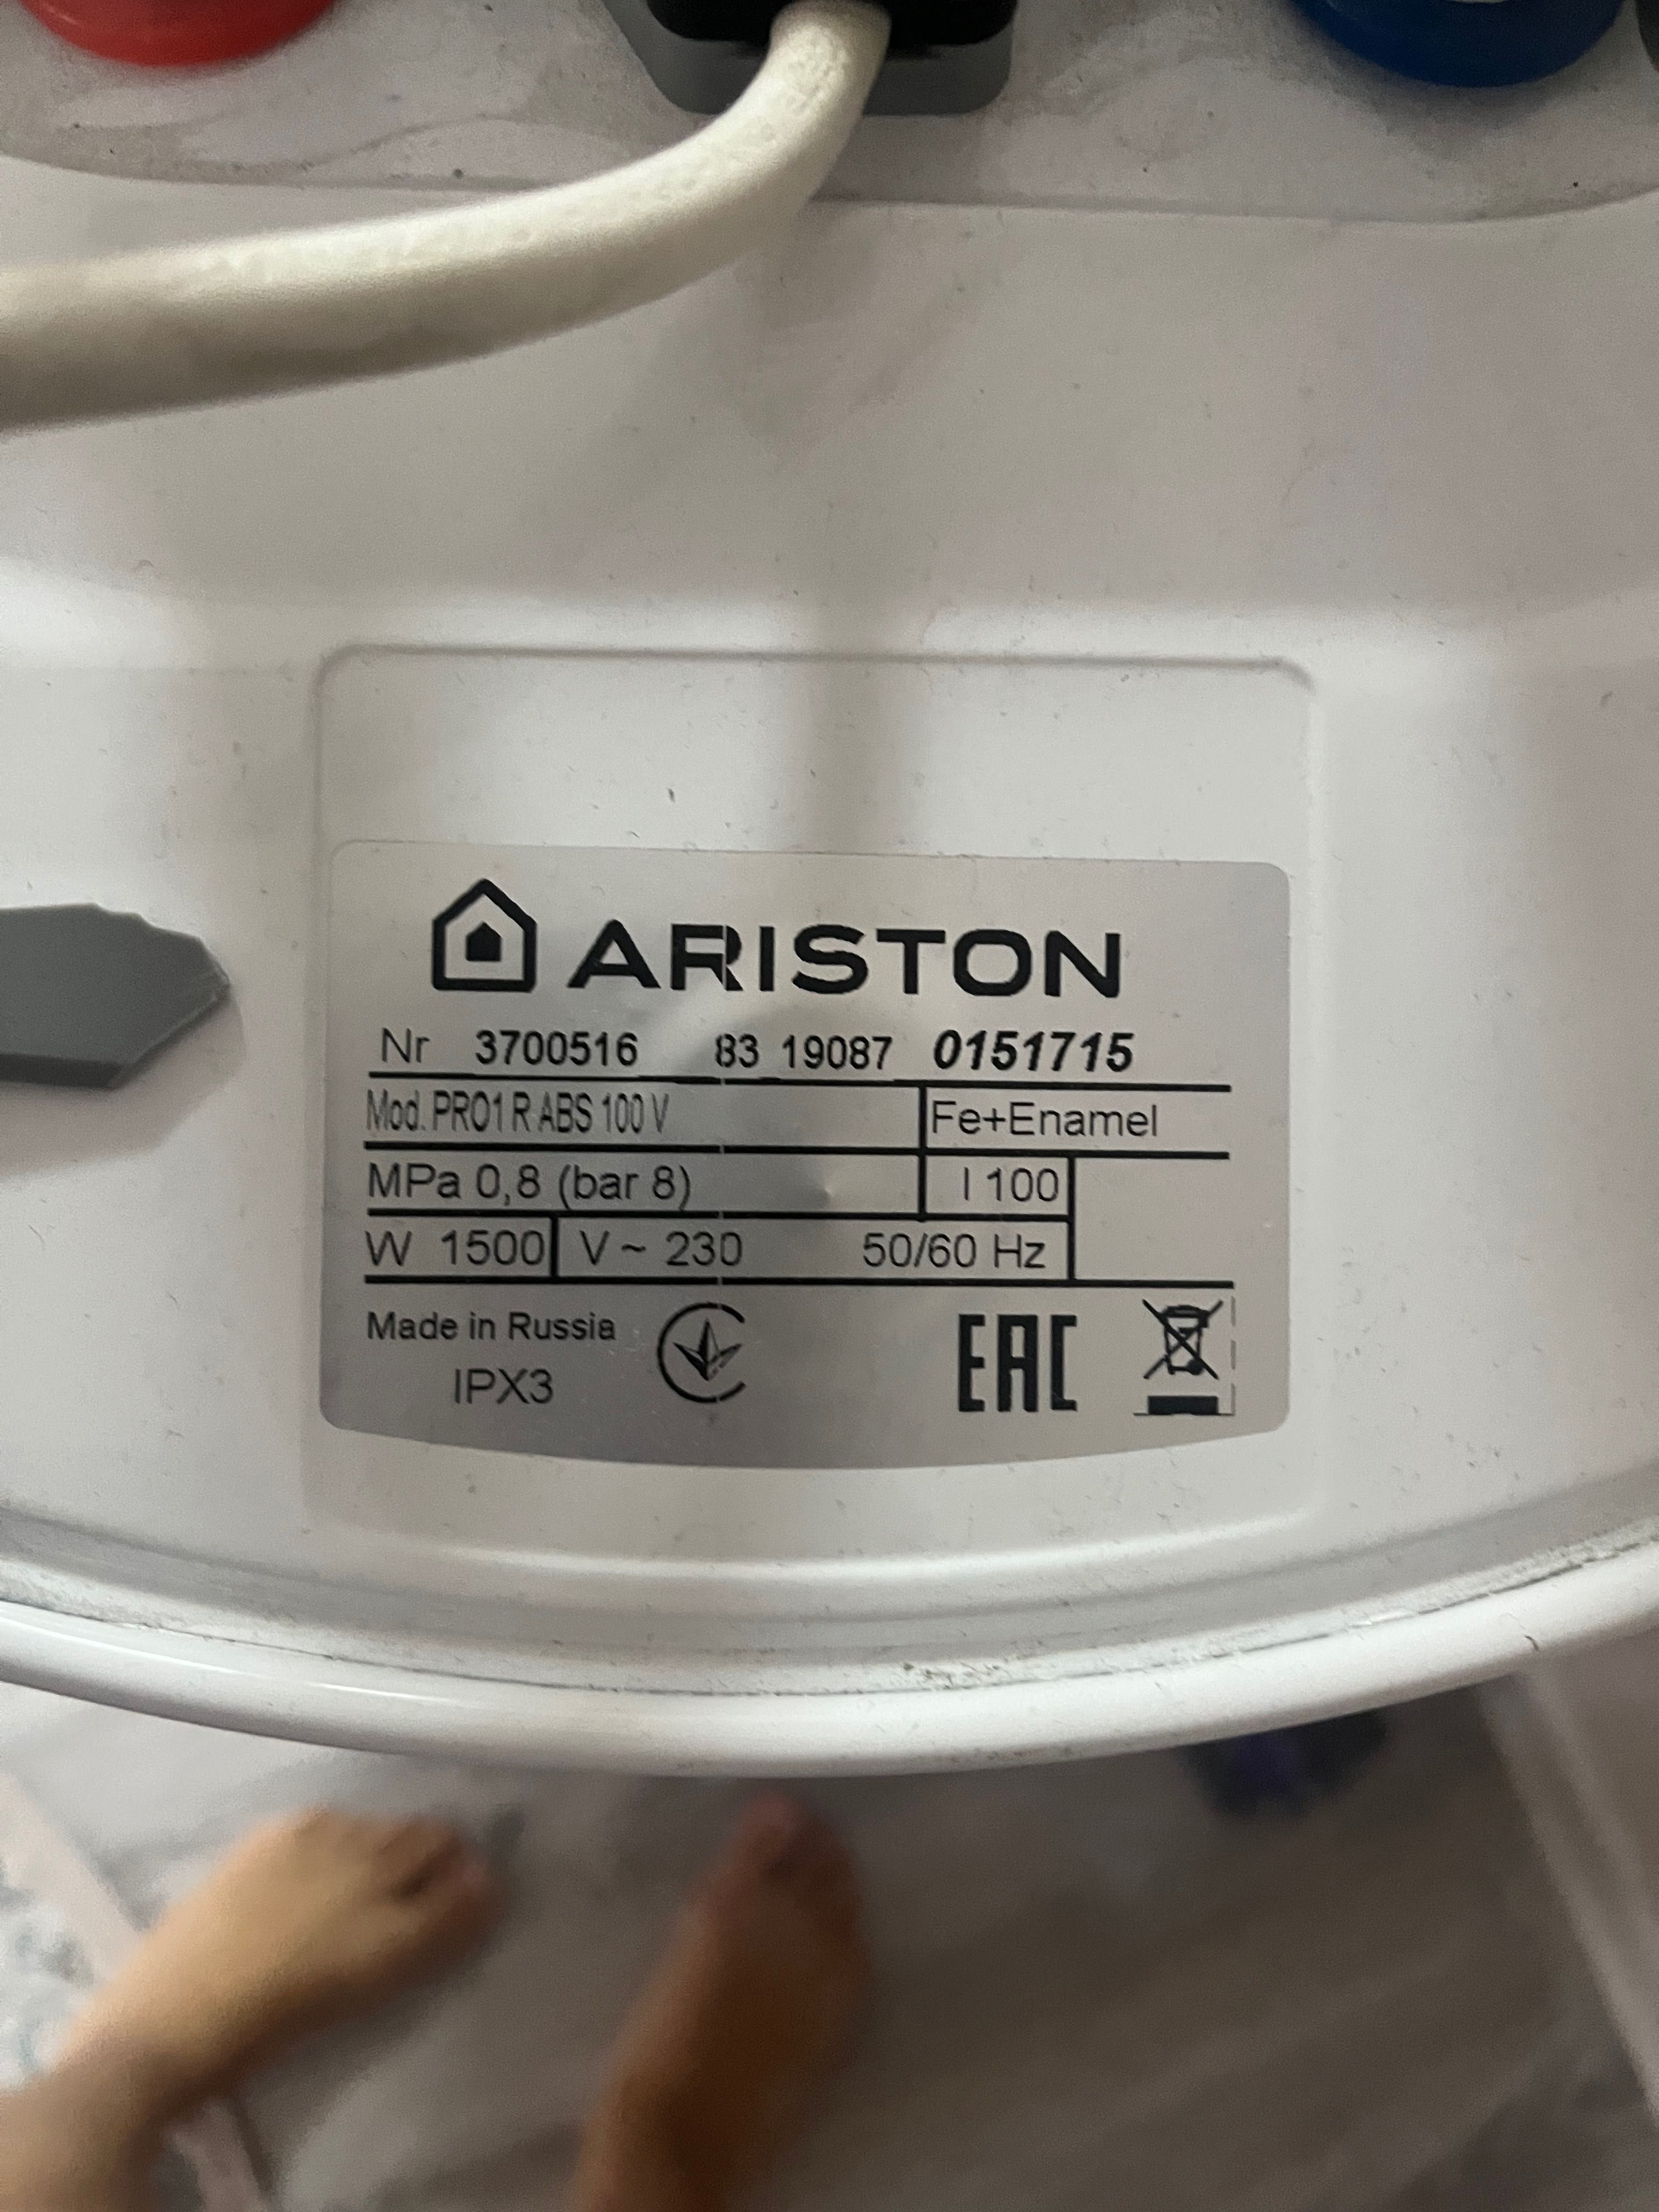 ARISTON
Nr 3700516 83 19087 0151715
Mod. PRO1 R ABS 100 V Fe+Enamel
MPa 0,8 (bar 8) l 100
W 1500 V ~ 230 50/60 Hz
Made in Russia
IPX3 EAC